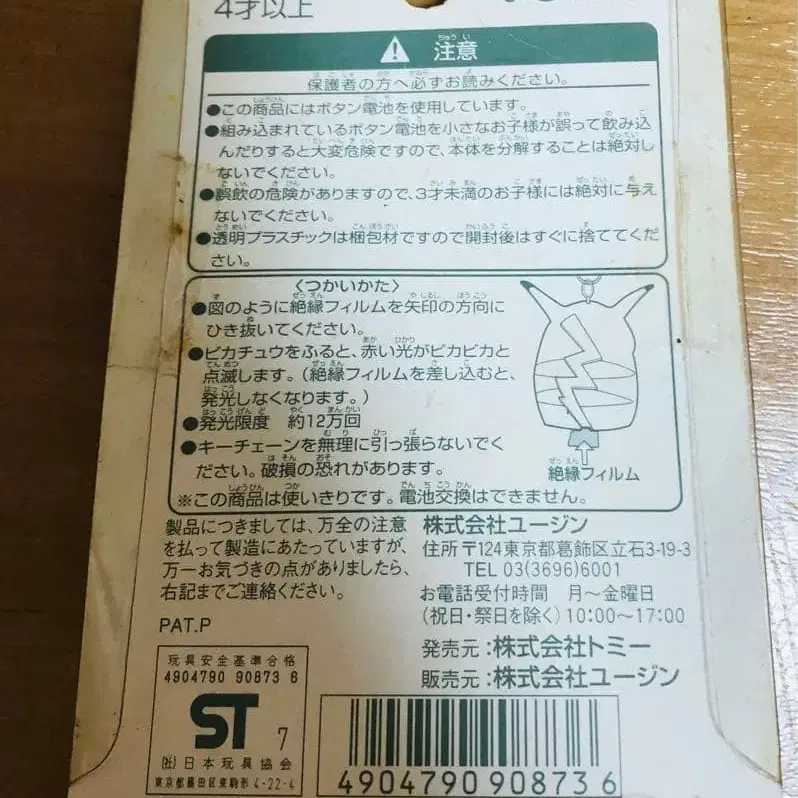 4才以上
注意
保護者の方へ必ずお読みください。
●この商品にはボタン電池を使用しています。
●組み込まれているボタン電池を小さなお子様が誤って飲み込
んだりすると大変危険ですので、本体を分解することは絶対し
ないでください。
●誤飲の危険がありますので、3才未満のお子様には絶対に与え
ないでください。
●透明プラスチックは梱包材ですので開封後はすぐに捨ててくだ
い。
〈つかいかた〉
●図のように絶縁フィルムを矢印の方向に
ひき抜いてください。
●ピカチュウをふると、赤い光がピカピカと
点滅します。(絶縁フィルムを差し込むと、
発光しなくなります。)
●発光限度 約12万回
●キーチェーンを無理に引っ張らないでく
ださい。破損の恐れがあります。
絶縁フィルム
※この商品は使いきりです。電池交換はできません。
製品につきましては、万全の注意
を払って製造にあたっていますが、
万一お気づきの点がありましたら、
右記までご連絡ください。
PAT.P
株式会社ユージン
住所 〒124東京都葛飾区立石3-19-3
TEL 03(3696)6001
お電話受付時間 月～金曜日
(祝日・祭日を除く) 10:00～17:00
発売元:株式会社トミー
販売元:株式会社ユージン
玩具安全基準合格
4904790 90873 6
ST 7
(社)日本玩具協会
東京都墨田区東駒形4-22-4
4904790908736